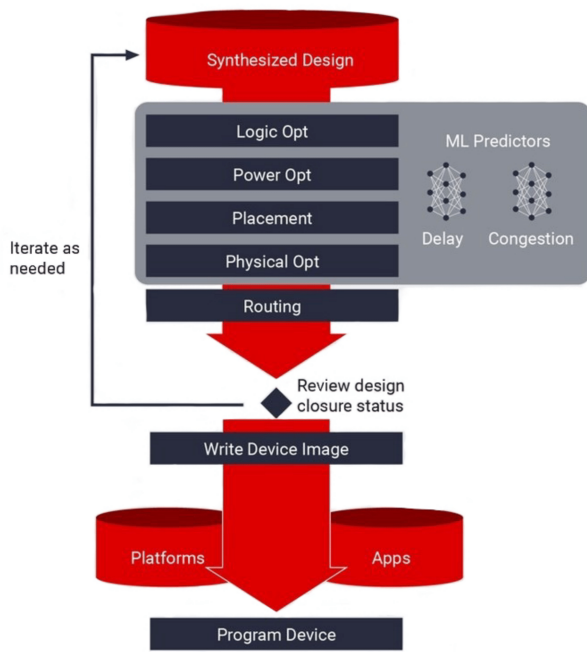 Synthesized Design
Logic Opt
ML Predictors
Power Opt
Placement
Delay
Congestion
Iterate as
needed
Physical Opt
Routing
Review design
closure status
Write Device Image
Platforms
Apps
Program Device